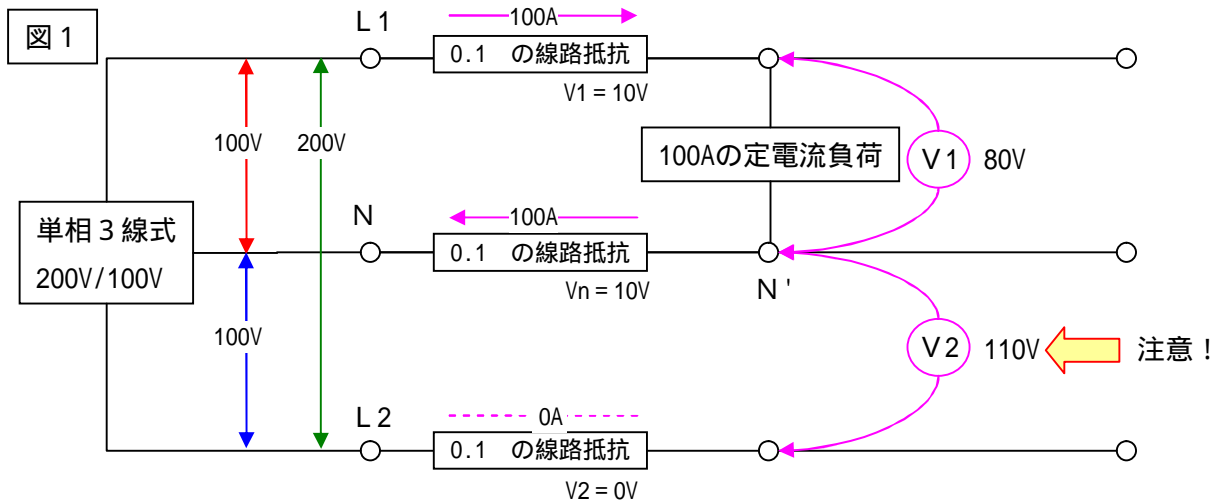 図1
L1
100A
0.1 の線路抵抗
V1 = 10V
100V
200V
100Aの定電流負荷
V1
80V
単相3線式
200V/100V
N
100A
0.1 の線路抵抗
Vn = 10V
N'
100V
V2
110V
注意！
L2
0A
0.1 の線路抵抗
V2 = 0V